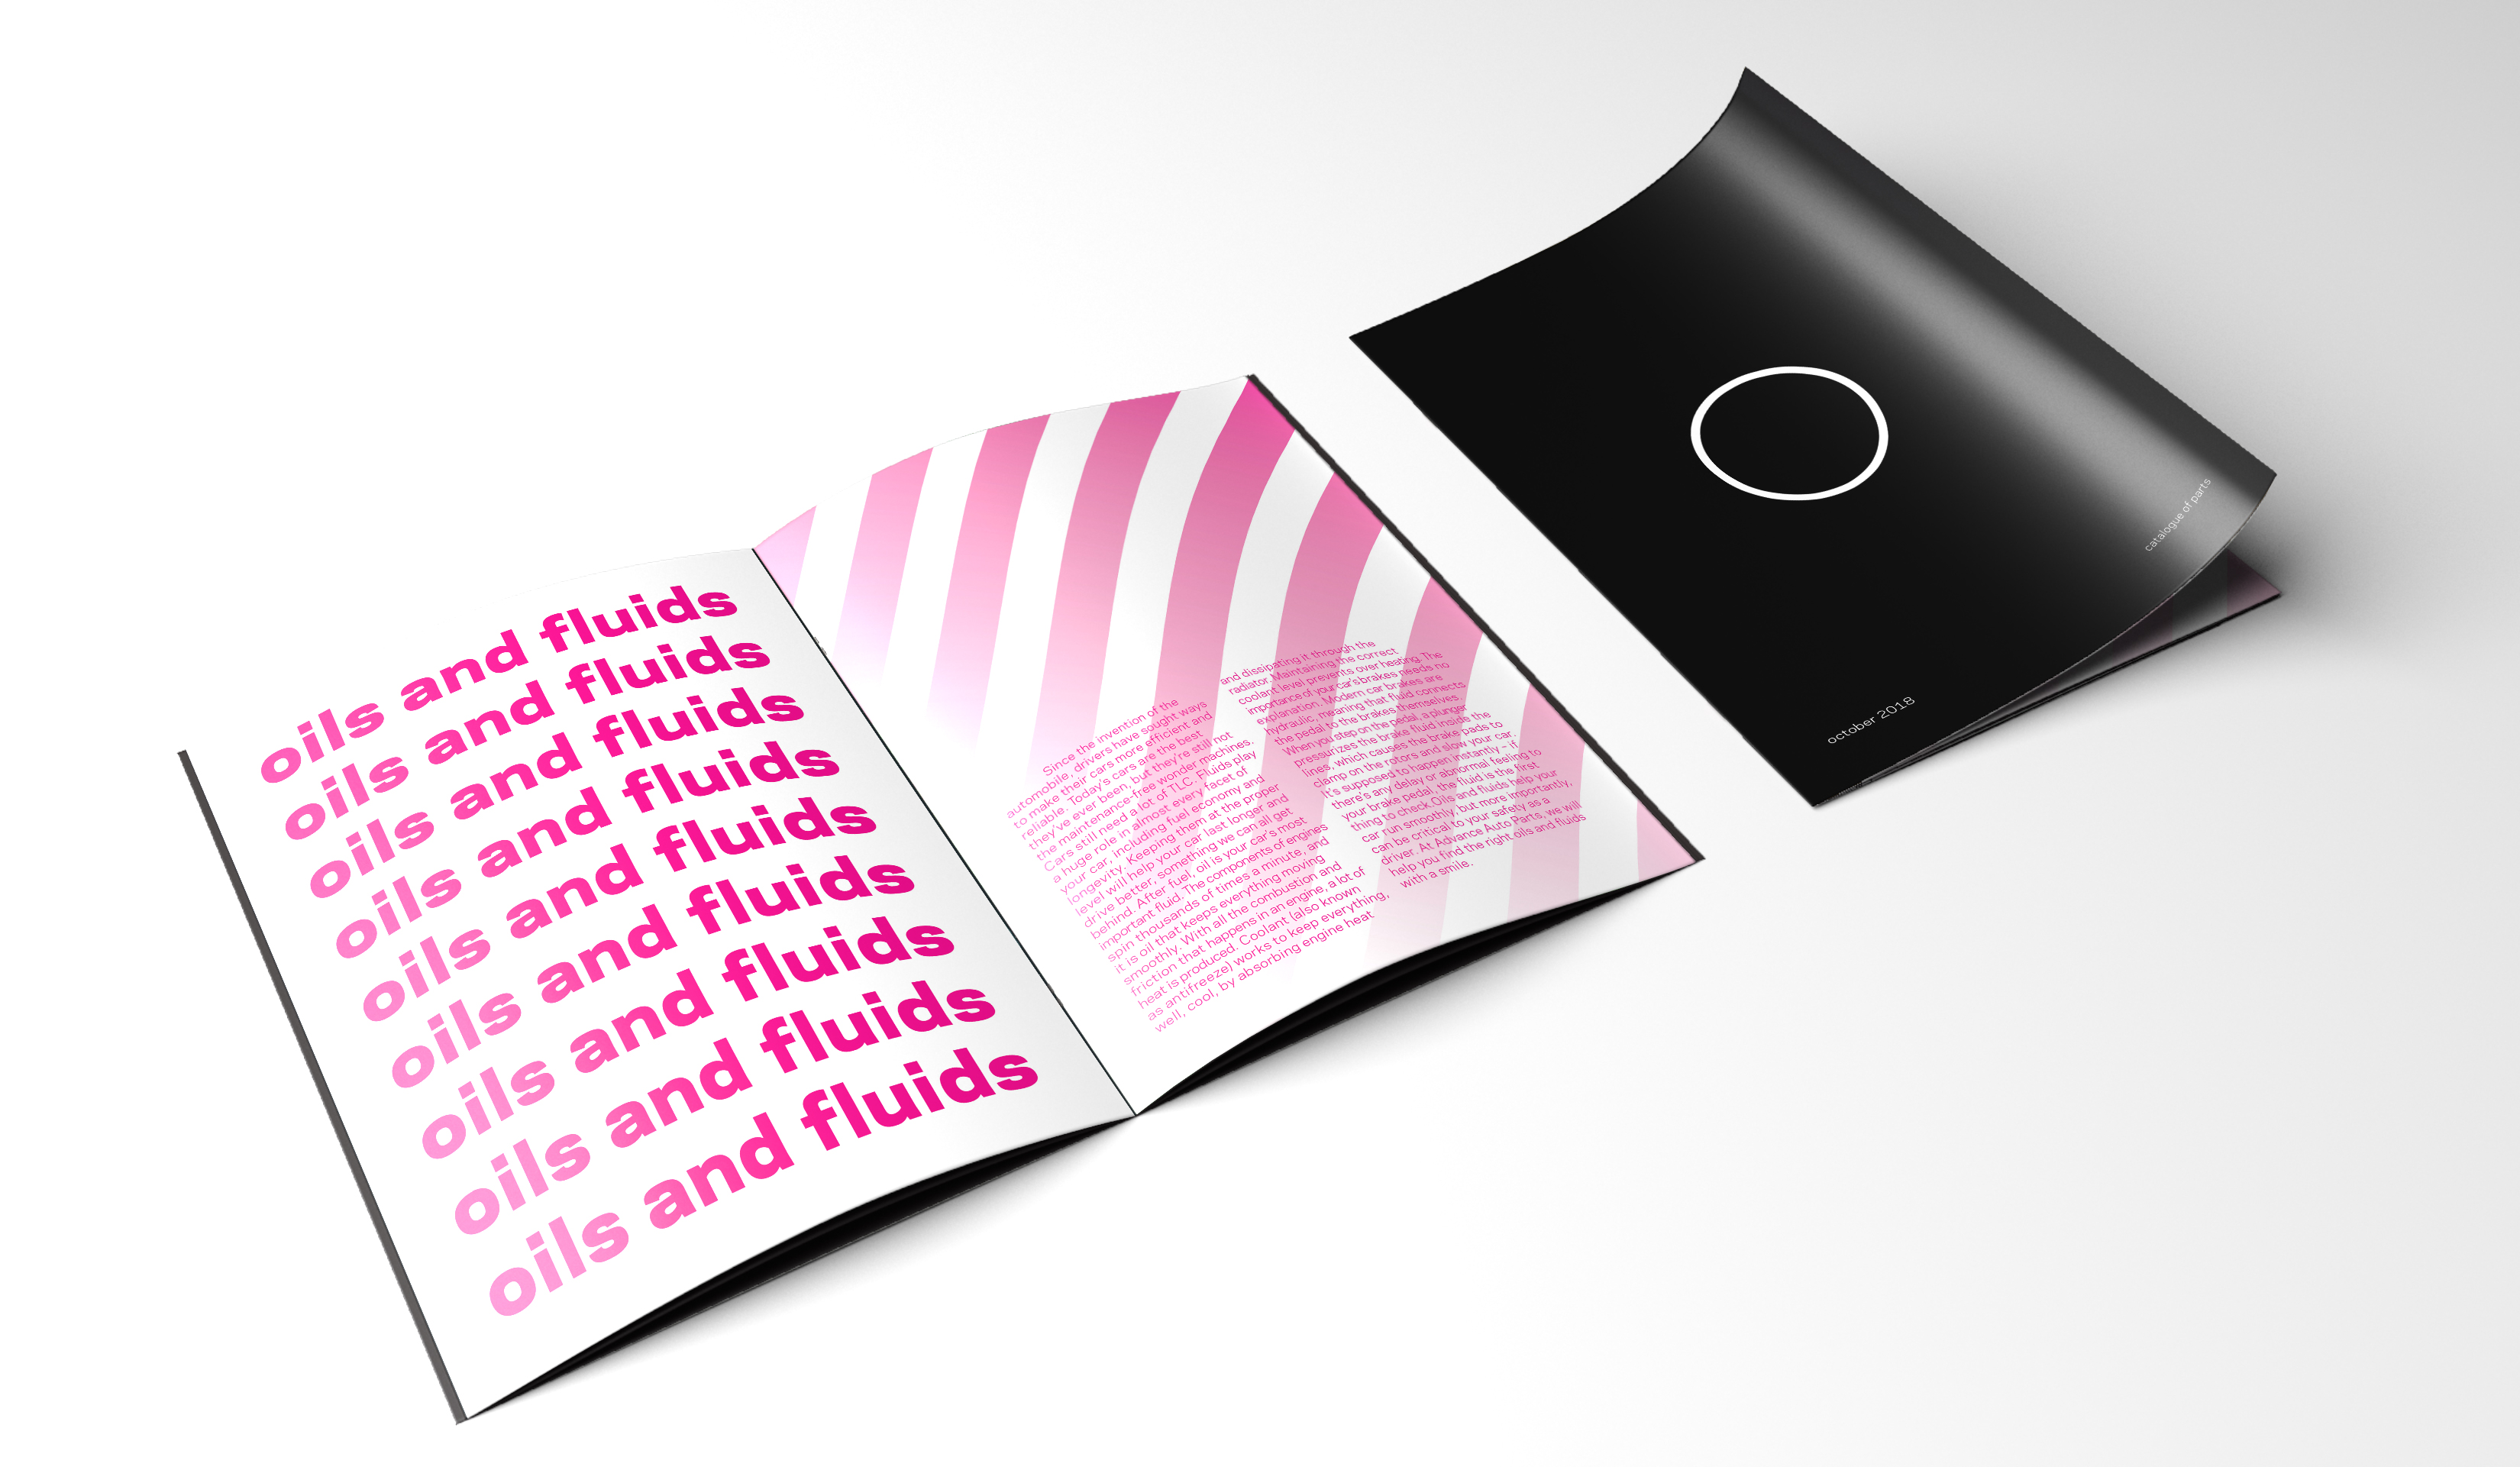 oils and fluids
oils and fluids
oils and fluids
oils and fluids
oils and fluids
oils and fluids
oils and fluids
oils and fluids
oils and fluids
Since the invention of the
automobile, drivers have sought ways
to make their cars more efficient and
reliable. Today's cars are the best
they've ever been, but they're still not
the maintenance-free wonder machines.
Cars still need a lot of TLC. Fluids play
a huge role in almost every facet of
your car, including fuel economy and
longevity. Keeping them at the proper
level will help your car last longer and
drive better, something we can all get
behind. After fuel, oil is your car's most
important fluid. The components of engines
spin thousands of times a minute, and
it is oil that keeps everything moving
smoothly. With all the combustion and
friction that happens in an engine, a lot of
heat is produced. Coolant (also known
as antifreeze) works to keep everything,
well, cool, by absorbing engine heat
and dissipating it through the
radiator. Maintaining the correct
coolant level prevents over heating. The
importance of your car's brakes needs no
explanation. Modern car brakes are
hydraulic, meaning that fluid connects
the pedal to the brakes themselves.
When you step on the pedal, a plunger
pressurizes the brake fluid inside the
lines, which causes the brake pads to
clamp on the rotors and slow your car.
It's supposed to happen instantly – if
there's any delay or abnormal feeling to
your brake pedal, the fluid is the first
thing to check. Oils and fluids help your
car run smoothly, but more importantly,
can be critical to your safety as a
driver. At Advance Auto Parts, we will
help you find the right oils and fluids
with a smile.
catalogue of parts
october 2018